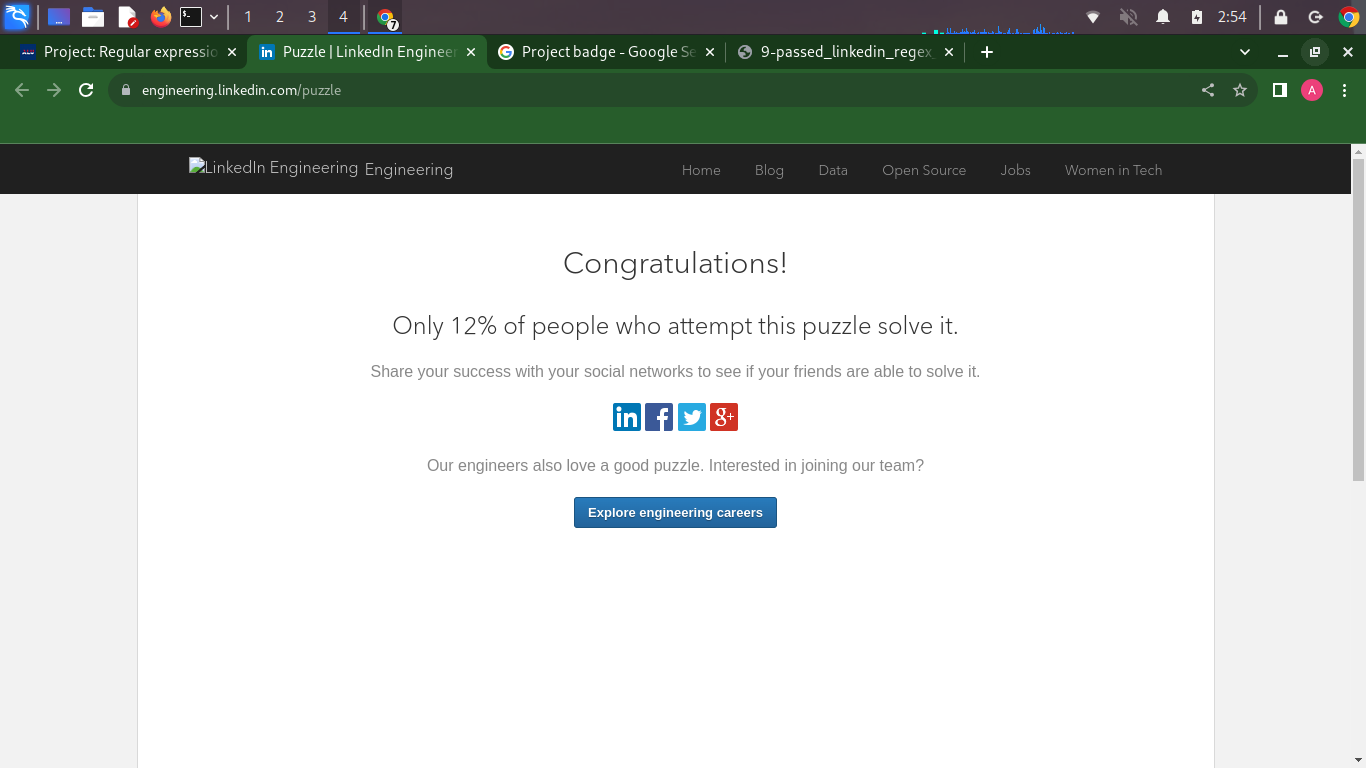 1 2 3 4 7 2:54
Project: Regular expressio Puzzle | LinkedIn Engineer Project badge - Google Se 9-passed_linkedin_regex_
engineering.linkedin.com/puzzle A
LinkedIn Engineering Engineering Home Blog Data Open Source Jobs Women in Tech
Congratulations!
Only 12% of people who attempt this puzzle solve it.
Share your success with your social networks to see if your friends are able to solve it.
in f g+
Our engineers also love a good puzzle. Interested in joining our team?
Explore engineering careers